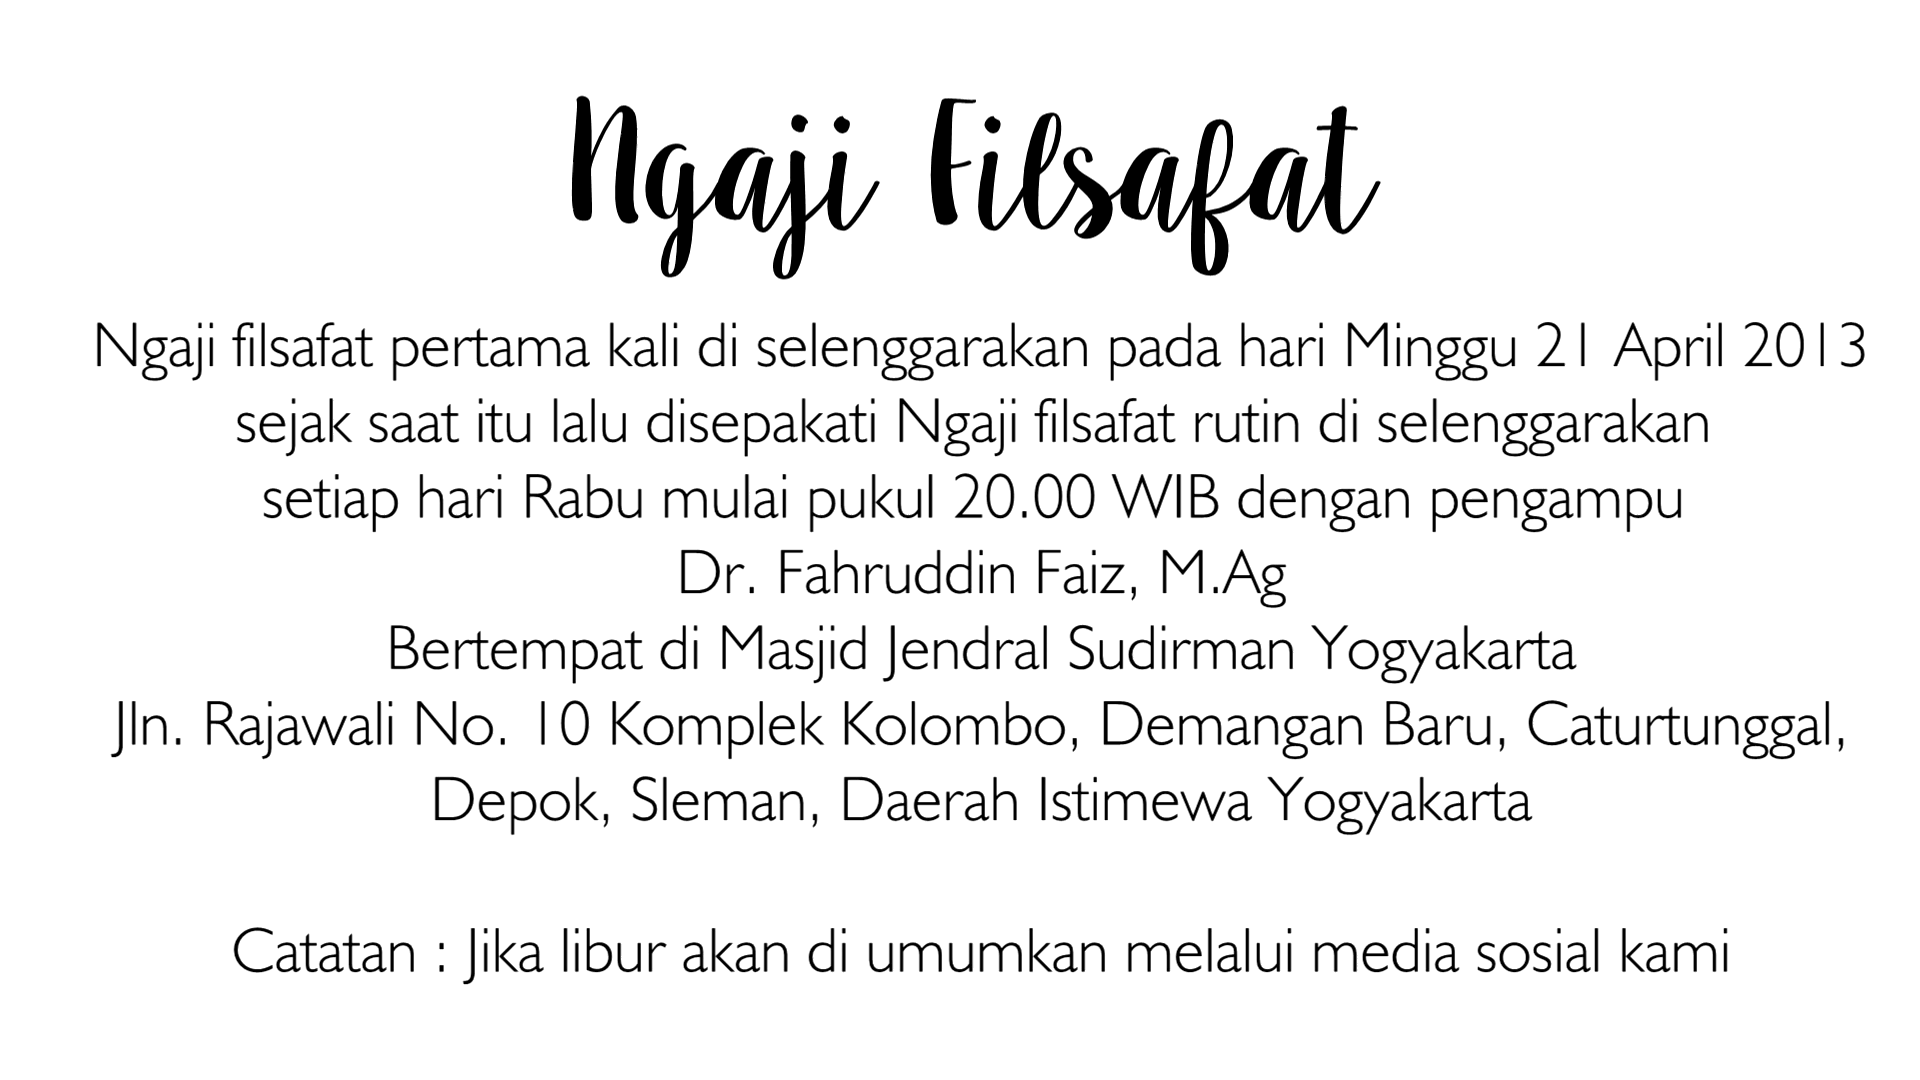 Ngaji Filsafat
Ngaji filsafat pertama kali di selenggarakan pada hari Minggu 21 April 2013
sejak saat itu lalu disepakati Ngaji filsafat rutin di selenggarakan
setiap hari Rabu mulai pukul 20.00 WIB dengan pengampu
Dr. Fahruddin Faiz, M.Ag
Bertempat di Masjid Jendral Sudirman Yogyakarta
Jln. Rajawali No. 10 Komplek Kolombo, Demangan Baru, Caturtunggal,
Depok, Sleman, Daerah Istimewa Yogyakarta
Catatan : Jika libur akan di umumkan melalui media sosial kami